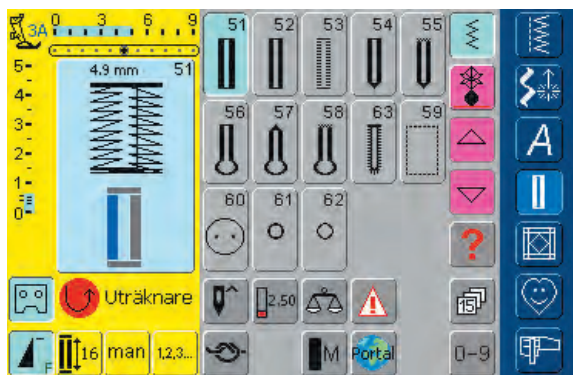 3A 0 3 6 9
51 52 53 54 55
5-
4-
3-
2-
1-
0
4.9 mm 51
56 57 58 63 59
A
60 61 62
?
Uträknare
2.50
15
F
16 man 1,2,3...
M Portal 0-9